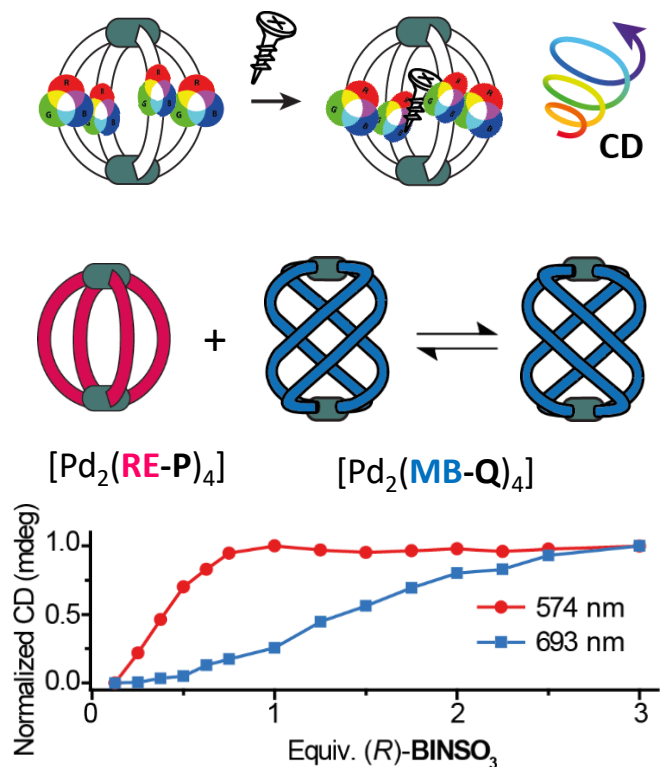 R
G
B
R
G
B
R
G
B
R
G
B
R
G
B
R
G
B
R
G
B
R
B
CD
+
[Pd₂(RE-P)₄]
[Pd₂(MB-Q)₄]
Normalized CD (mdeg)
1.0
0.5
0.0
574 nm
693 nm
0
1
2
3
Equiv. (R)-BINSO₃